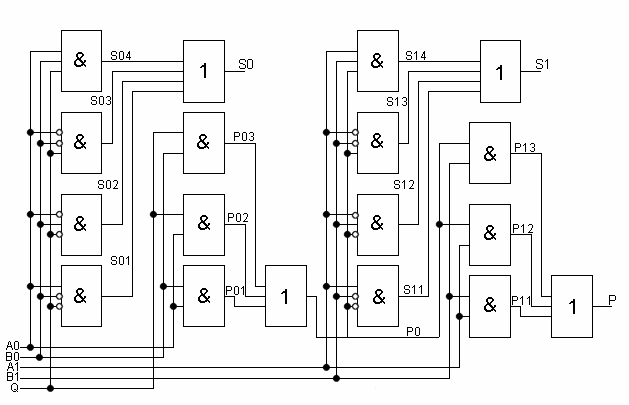 & S04 1 S0 & S14 1 S1
S03 S13
& & P03 & & P13
S02 S12
& & P02 & & P12
S01
& & P01 1 & S11 & P11 1 P
P0
A0
B0
A1
B1
Q